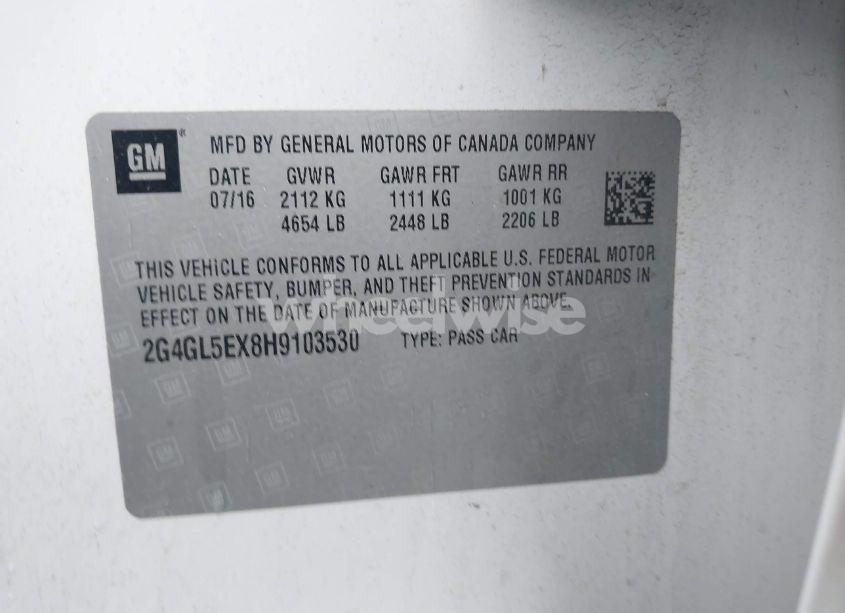 GM® MFD BY GENERAL MOTORS OF CANADA COMPANY
DATE GVWR GAWR FRT GAWR RR
07/16 2112 KG 1111 KG 1001 KG
4654 LB 2448 LB 2206 LB
THIS VEHICLE CONFORMS TO ALL APPLICABLE U.S. FEDERAL MOTOR
VEHICLE SAFETY, BUMPER, AND THEFT PREVENTION STANDARDS IN
EFFECT ON THE DATE OF MANUFACTURE SHOWN ABOVE.
wheelwise
2G4GL5EX8H9103530 TYPE: PASS CAR